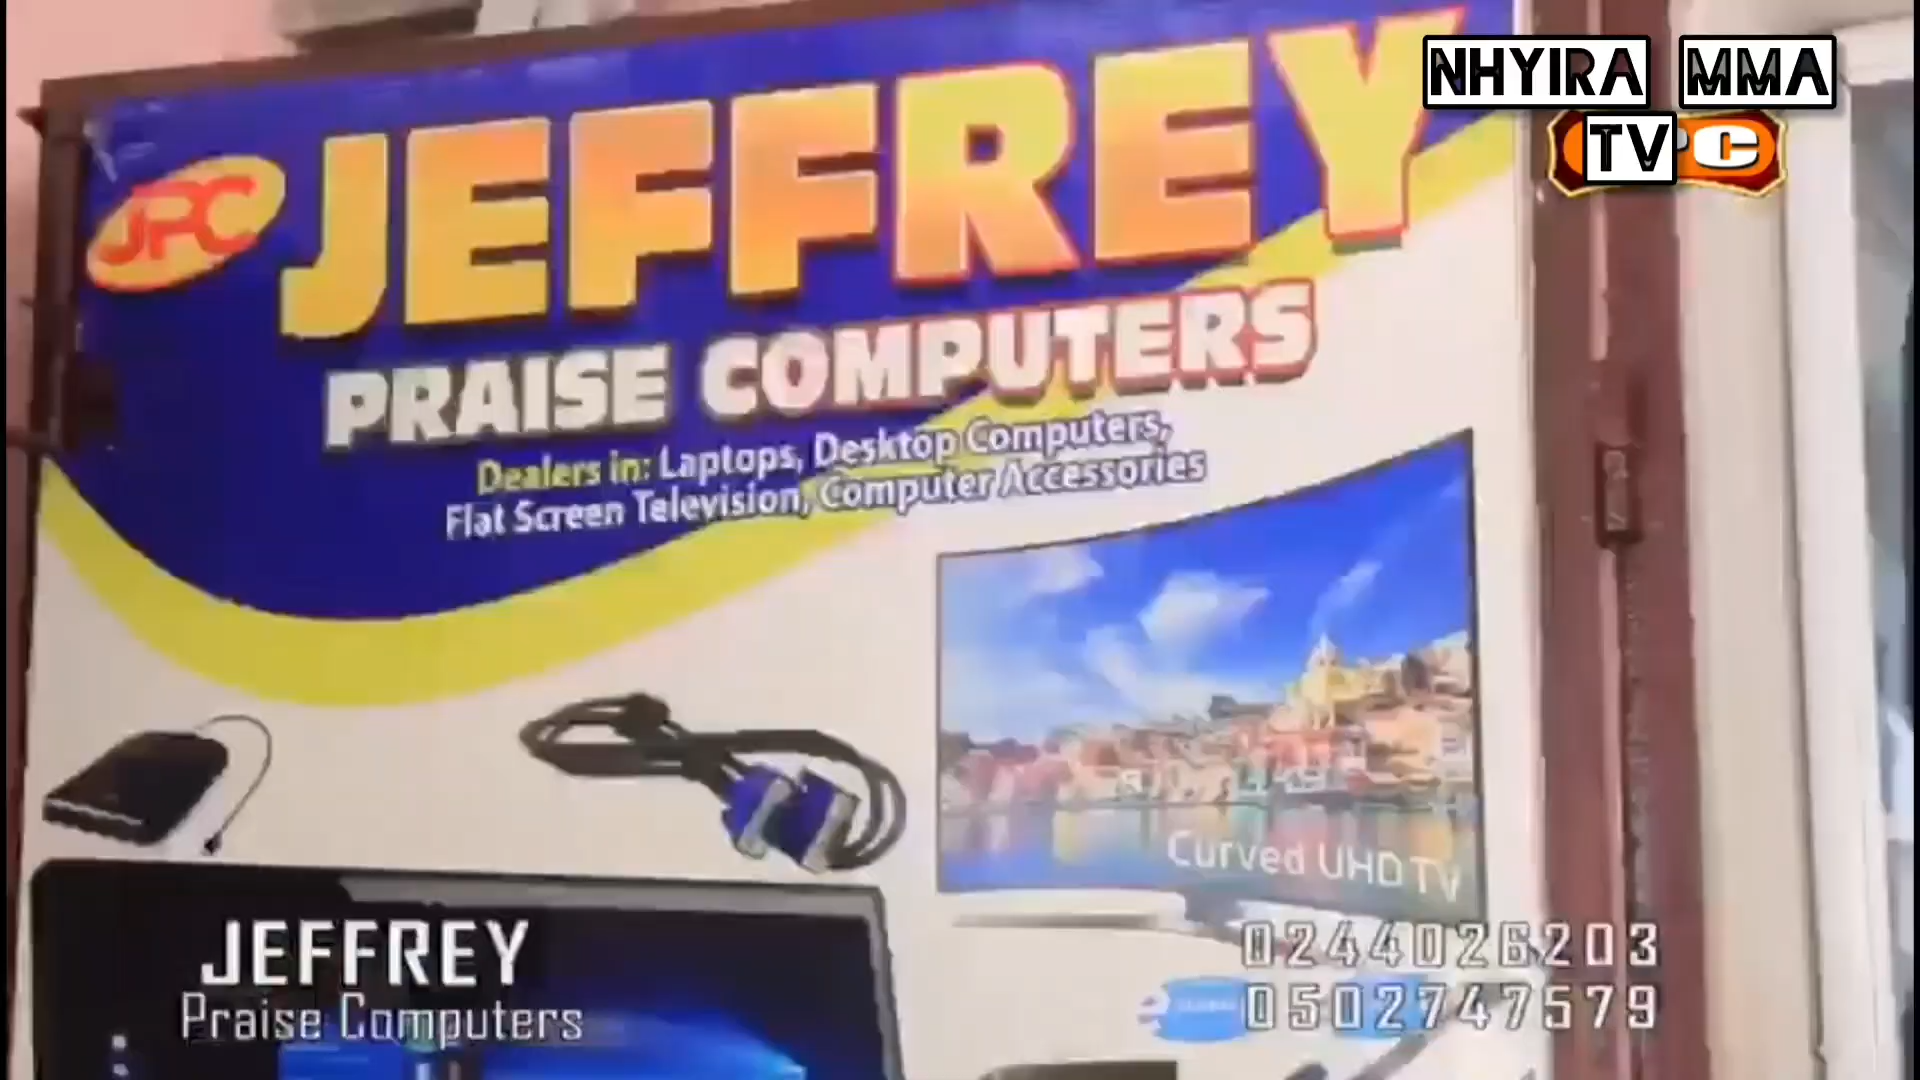 NHYIRA MMA
TV
C
JPC
JEFFREY
PRAISE COMPUTERS
Dealers in: Laptops, Desktop Computers,
Flat Screen Television, Computer Accessories
Curved UHD TV
JEFFREY
Praise Computers
0244026203
0502747579